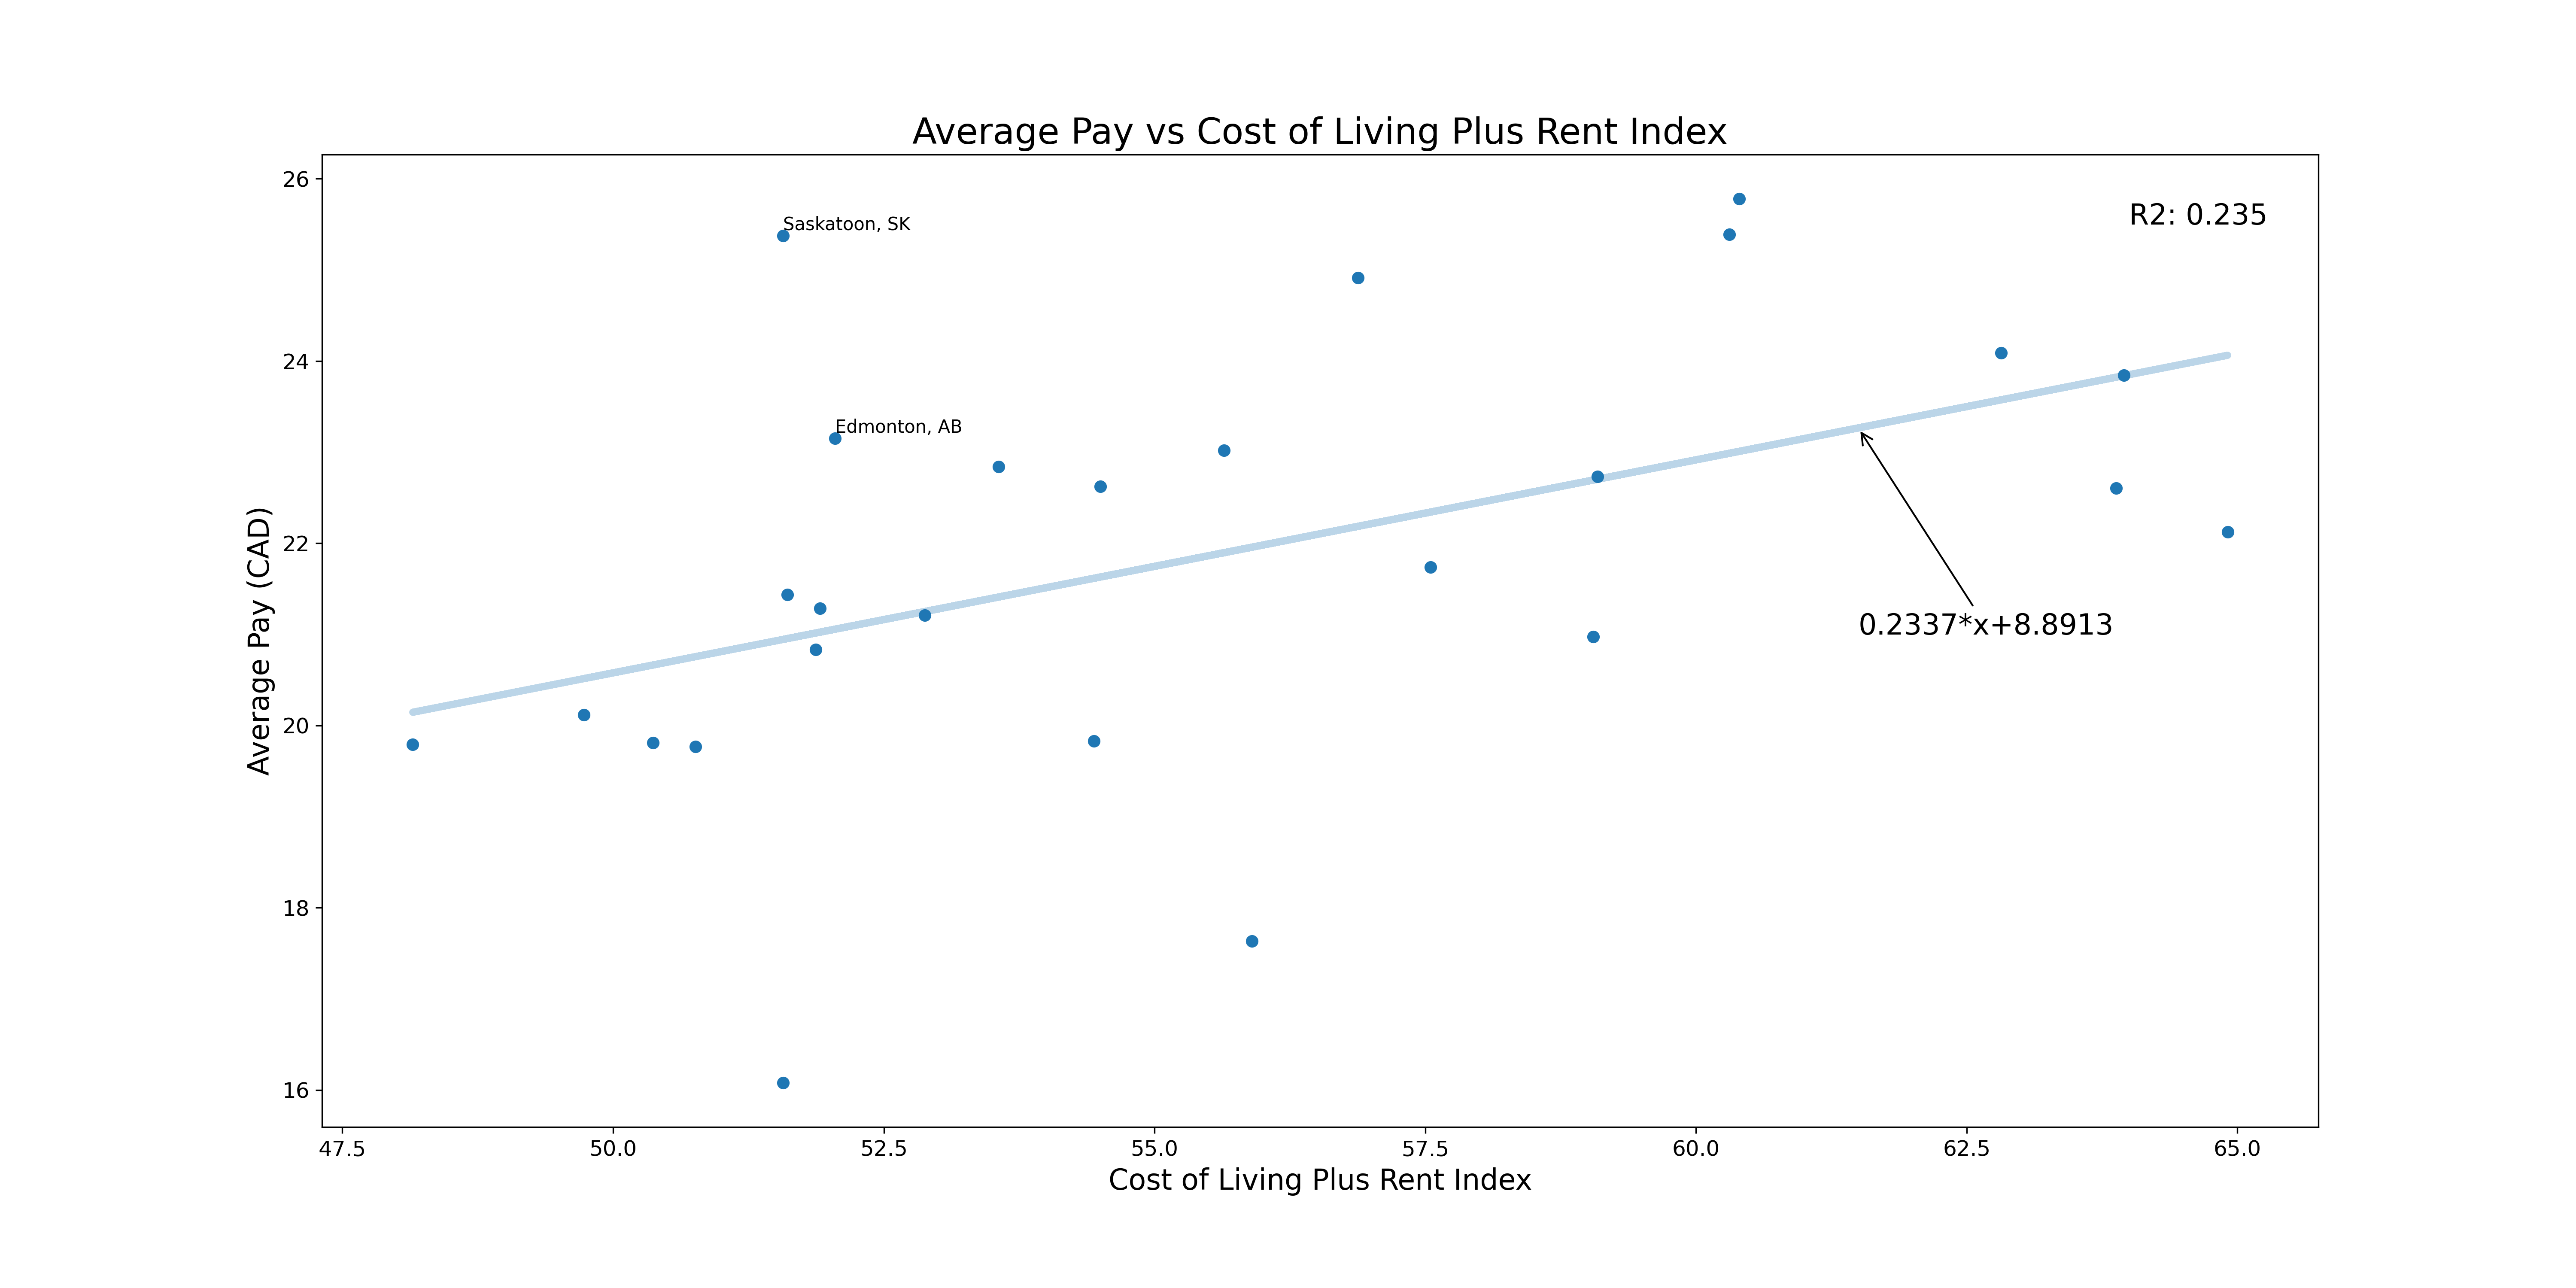 Average Pay vs Cost of Living Plus Rent Index
26
Saskatoon, SK
R2: 0.235
24
Edmonton, AB
22
0.2337*x+8.8913
20
18
16
Average Pay (CAD)
47.5 50.0 52.5 55.0 57.5 60.0 62.5 65.0
Cost of Living Plus Rent Index